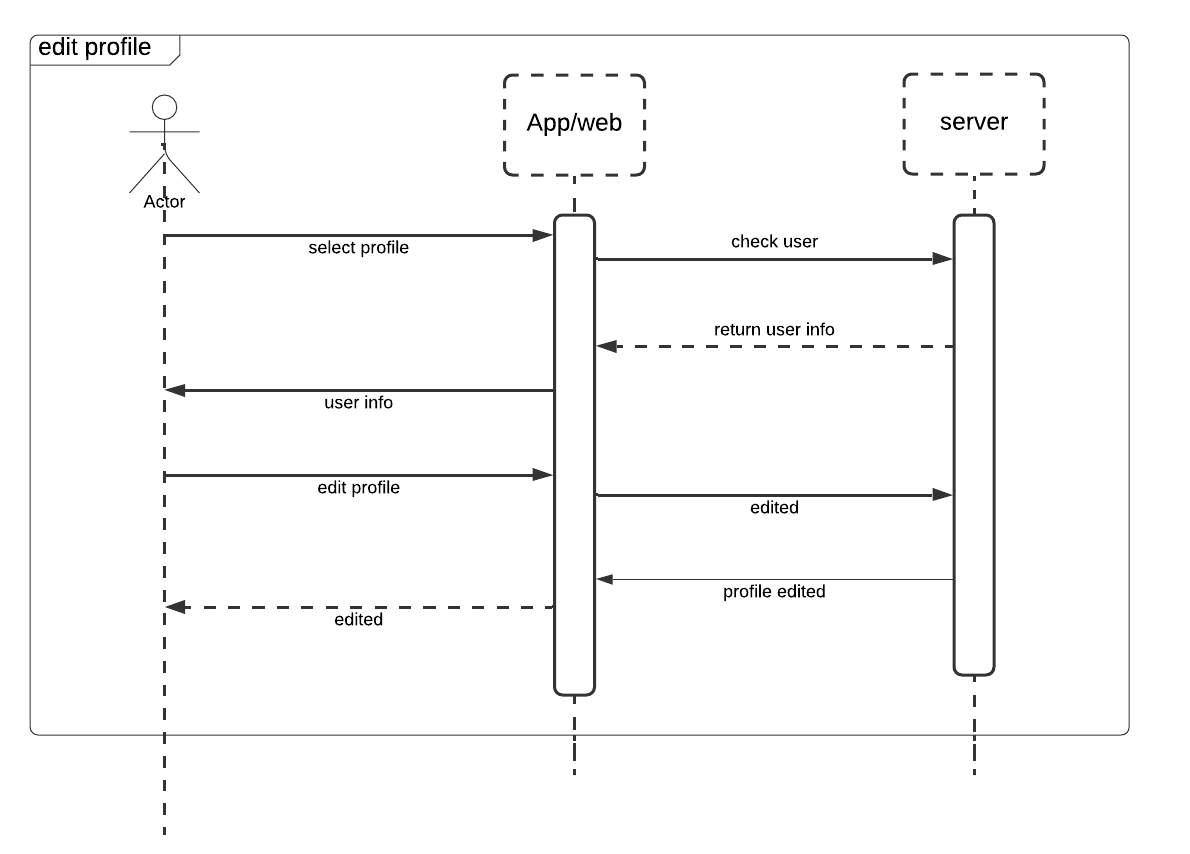 edit profile
App/web
server
Actor
select profile
check user
return user info
user info
edit profile
edited
profile edited
edited